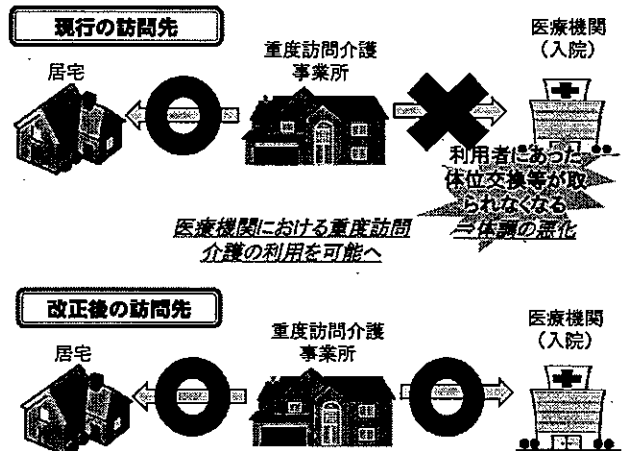 現行の訪問先
居宅
重度訪問介護
事業所
医療機関
(入院)
利用者にあった
体位交換等が取
られなくなる
⇒体調の悪化
医療機関における重度訪問
介護の利用を可能へ
改正後の訪問先
居宅
重度訪問介護
事業所
医療機関
(入院)